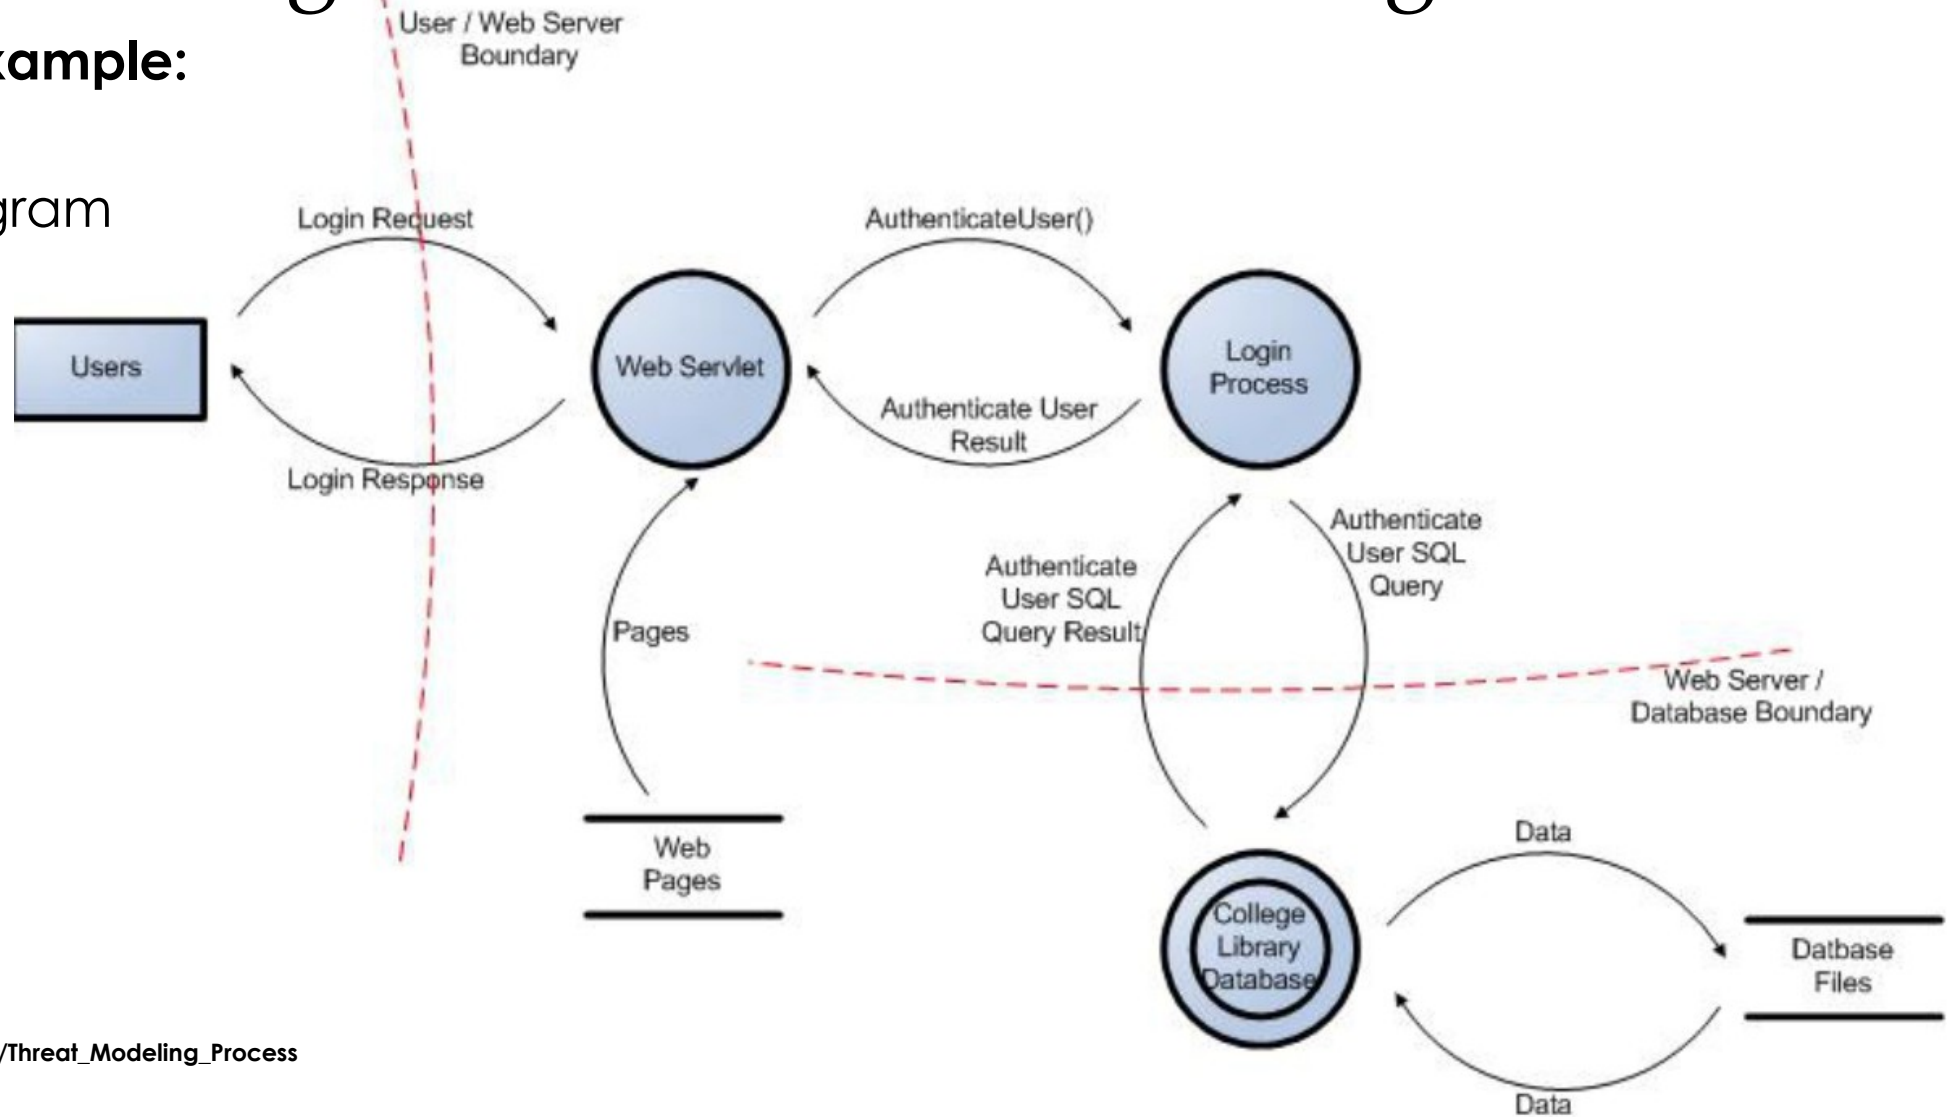 User / Web Server
Boundary
xample:
gram
Login Request
AuthenticateUser()
Users
Web Servlet
Login
Process
Authenticate User
Result
Login Response
Authenticate
User SQL
Query
Authenticate
User SQL
Query Result
Pages
Web Server /
Database Boundary
Web
Pages
Data
College
Library
Database
Datbase
Files
/Threat_Modeling_Process
Data